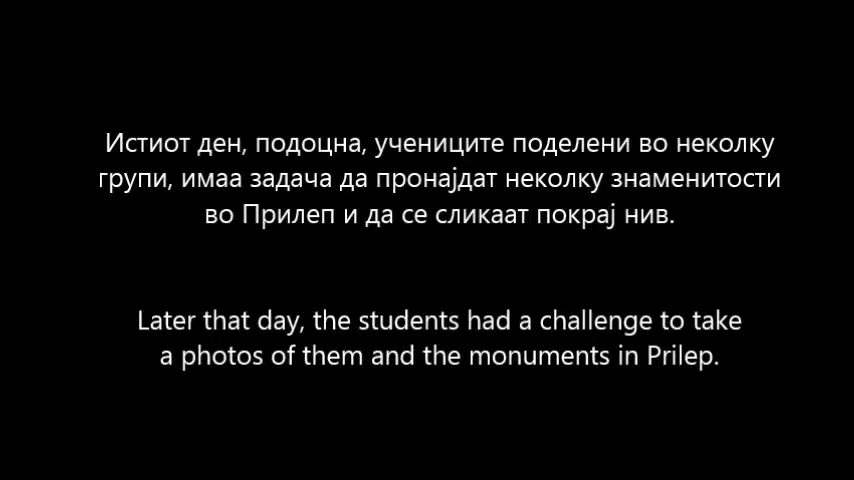 Истиот ден, подоцна, учениците поделени во неколку
групи, имаа задача да пронајдат неколку знаменитости
во Прилеп и да се сликаат покрај нив.
Later that day, the students had a challenge to take
a photos of them and the monuments in Prilep.